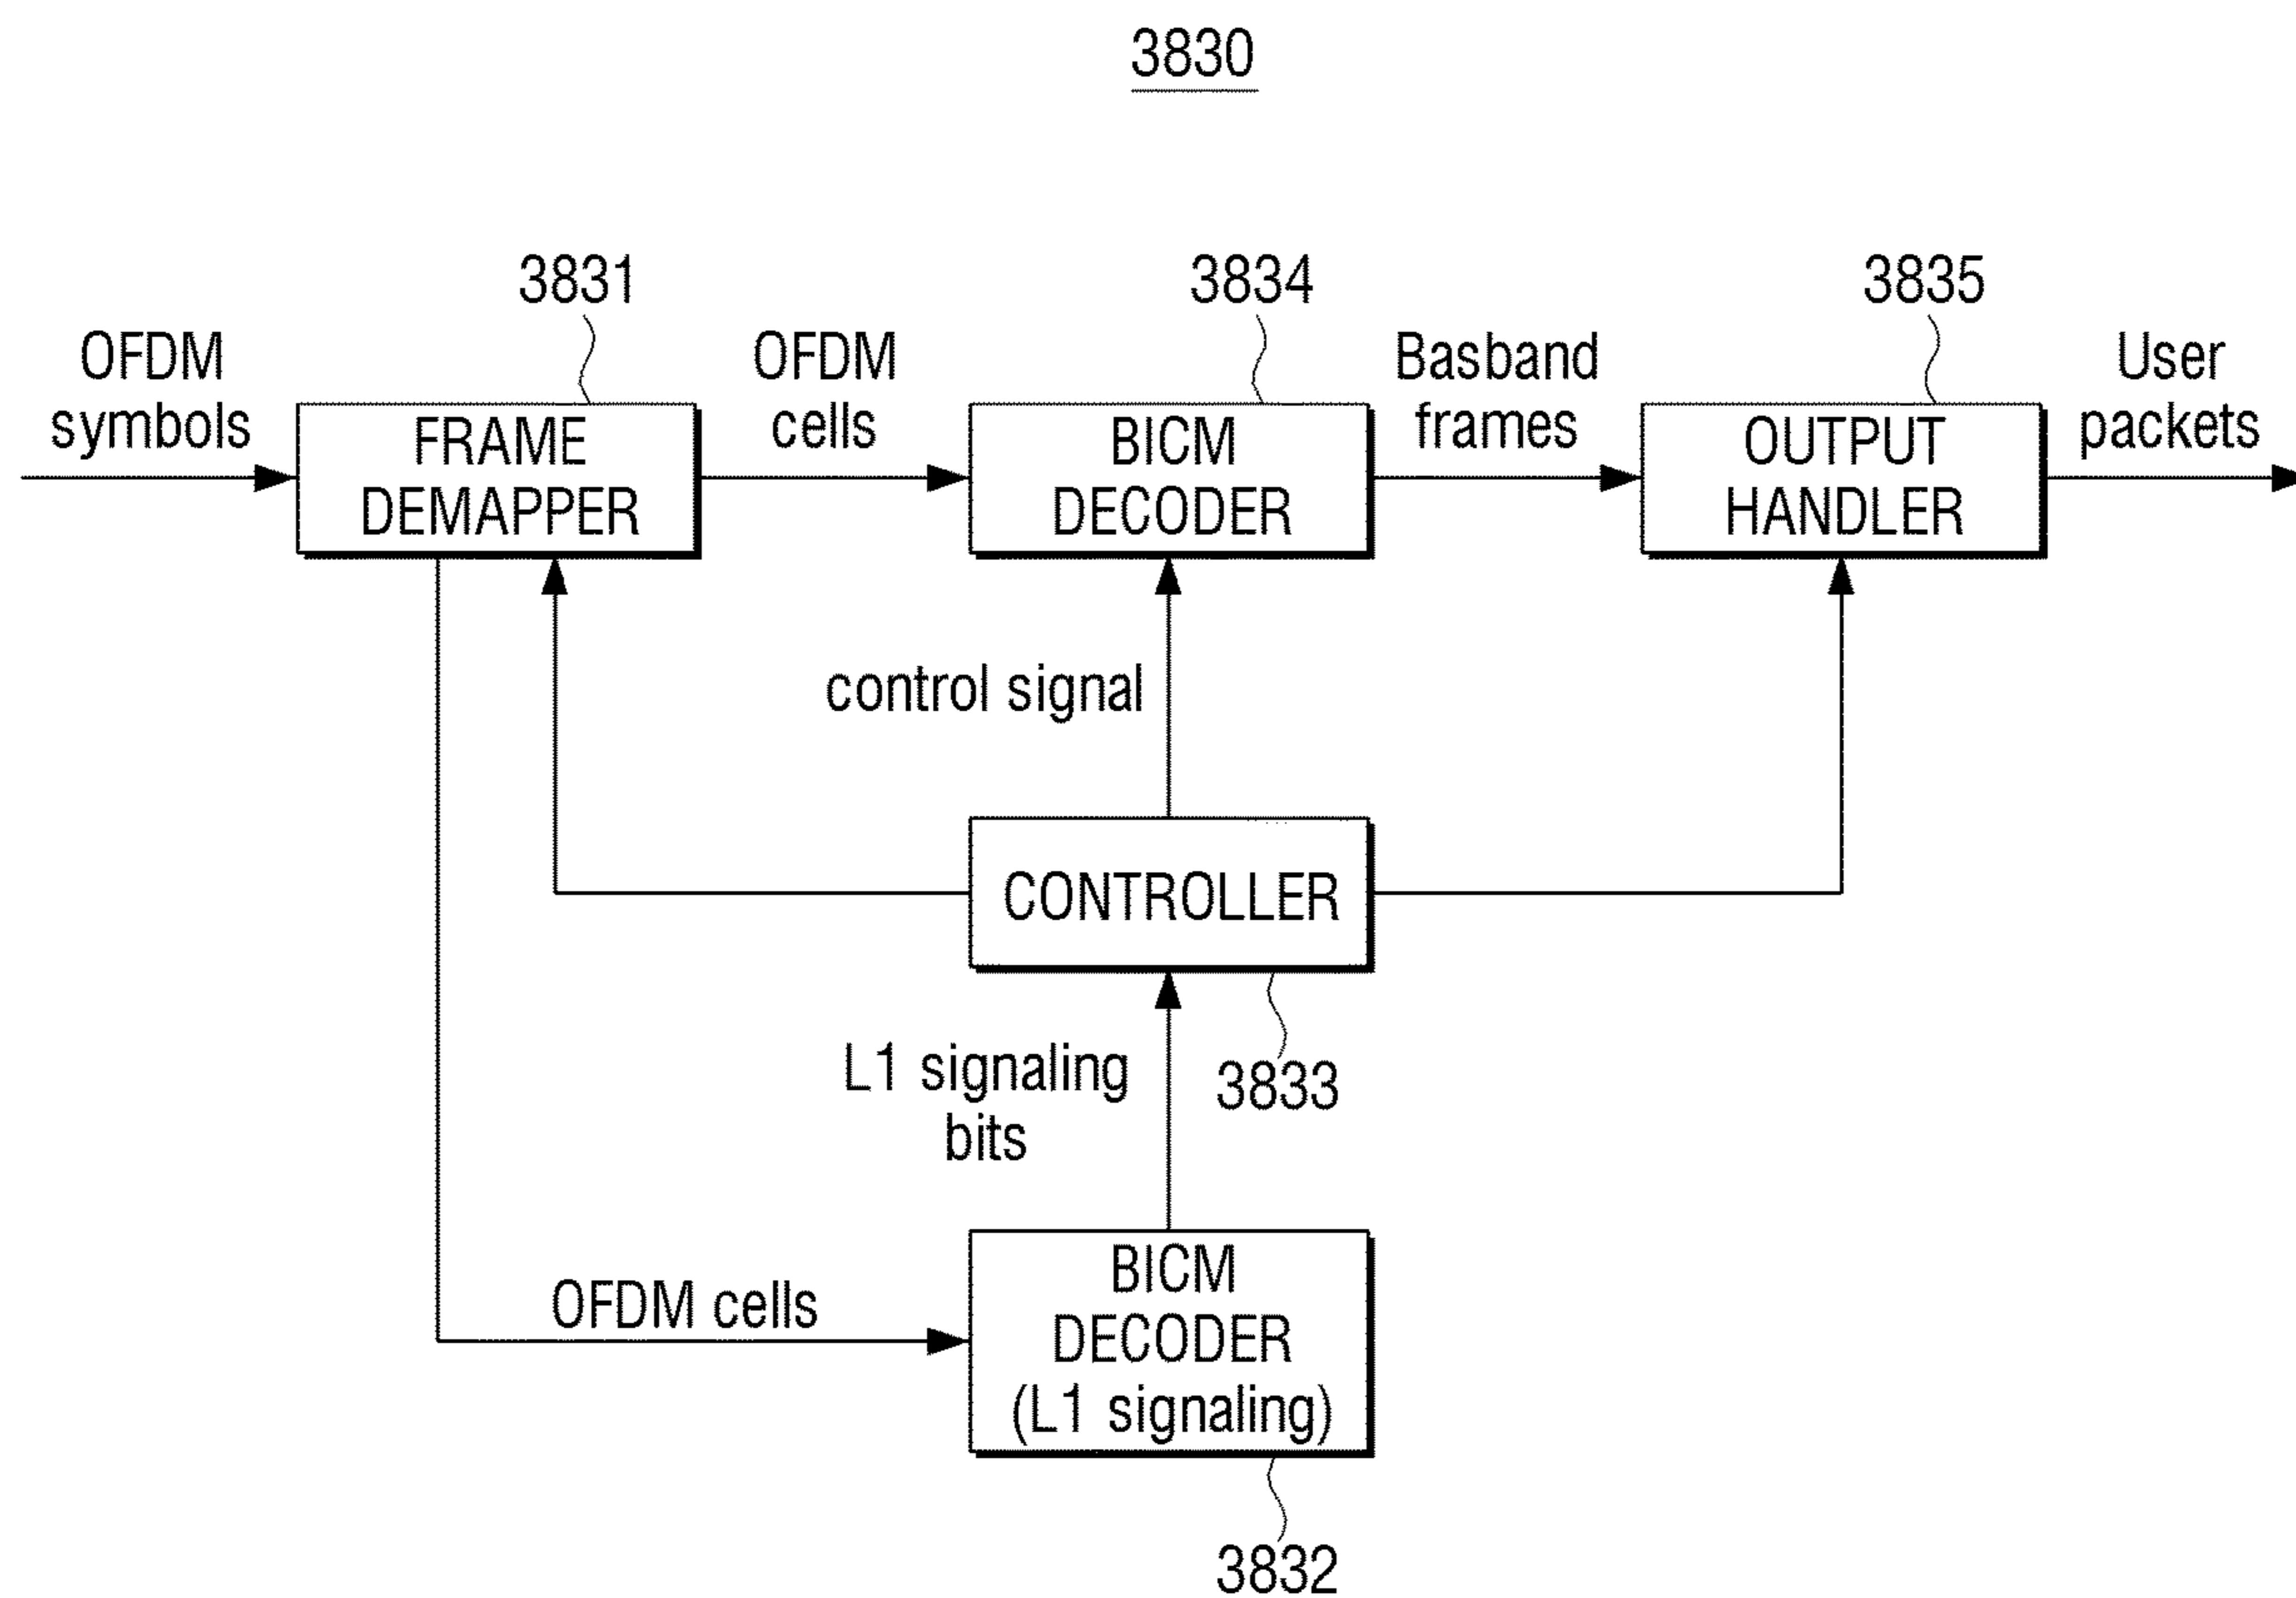 3830
3831
3834
3835
OFDM
symbols
OFDM
cells
Basband
frames
User
packets
FRAME
DEMAPPER
BICM
DECODER
OUTPUT
HANDLER
control signal
CONTROLLER
L1 signaling
bits
3833
OFDM cells
BICM
DECODER
(L1 signaling)
3832